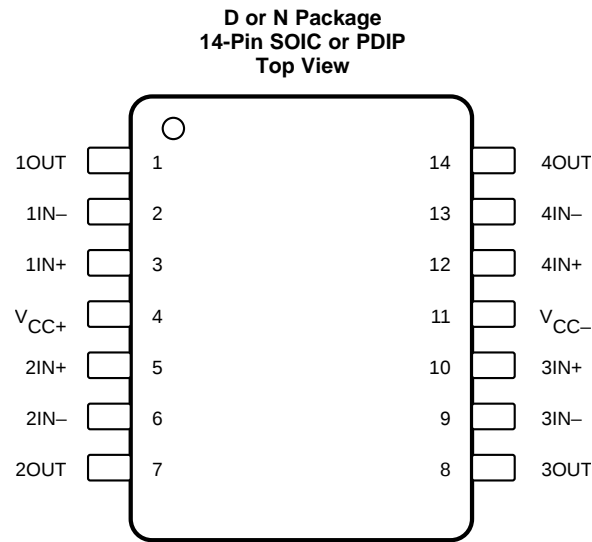 D or N Package
14-Pin SOIC or PDIP
Top View
1OUT 1 14 4OUT
1IN– 2 13 4IN–
1IN+ 3 12 4IN+
VCC+ 4 11 VCC–
2IN+ 5 10 3IN+
2IN– 6 9 3IN–
2OUT 7 8 3OUT